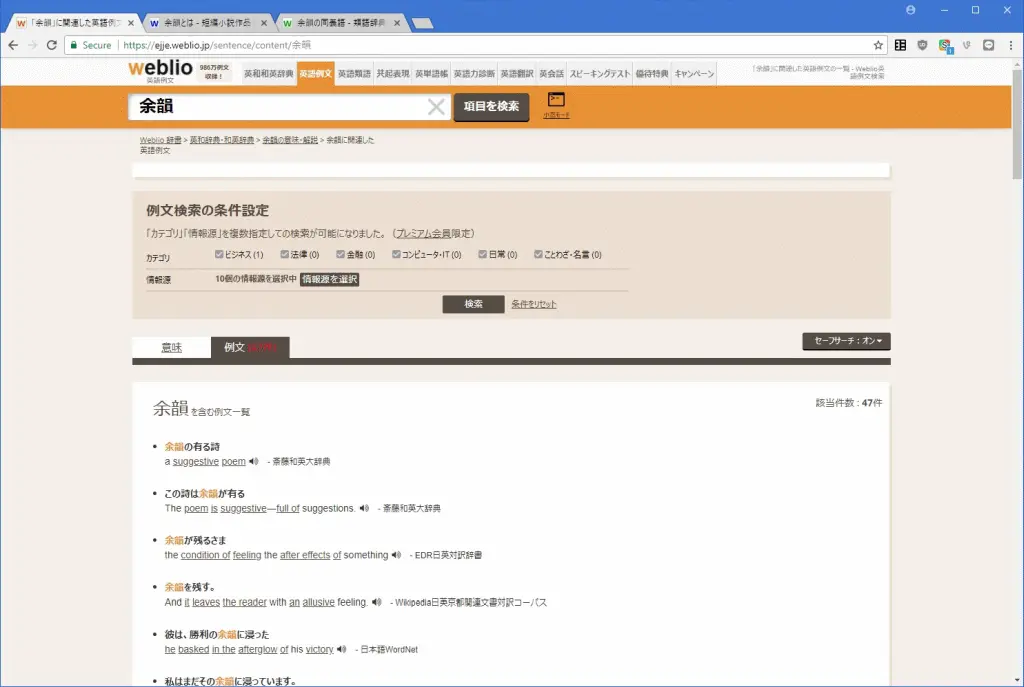 「余韻」に関連した英語例文
余韻とは - 短編小説作品
余韻の同義語 - 類語辞典
Secure https://ejje.weblio.jp/sentence/content/余韻
weblio
英語例文
986万例文
収録！
英和和英辞典 英語例文 英語類語 共起表現 英単語帳 英語力診断 英語翻訳 英会話 スピーキングテスト 優待特典 キャンペーン
「余韻」に関連した英語例文の一覧 - Weblio英
語例文検索
余韻
項目を検索
小窓モード
Weblio 辞書 > 英和辞典・和英辞典 > 余韻の意味・解説 > 余韻に関連した
英語例文
例文検索の条件設定
「カテゴリ」「情報源」を複数指定しての検索が可能になりました。（プレミアム会員限定）
カテゴリ ビジネス (1) 法律 (0) 金融 (0) コンピュータ・IT (0) 日常 (0) ことわざ・名言 (0)
情報源 10個の情報源を選択中 情報源を選択
検索 条件をリセット
意味 例文
セーフサーチ：オン
余韻を含む例文一覧
該当件数 : 47件
余韻の有る詩
a suggestive poem - 斎藤和英大辞典
この詩は余韻が有る
The poem is suggestive―full of suggestions. - 斎藤和英大辞典
余韻が残るさま
the condition of feeling the after effects of something - EDR日英対訳辞書
余韻を残す。
And it leaves the reader with an allusive feeling. - Wikipedia日英京都関連文書対訳コーパス
彼は、勝利の余韻に浸った
he basked in the afterglow of his victory - 日本語WordNet
私はまだその余韻に浸っています。